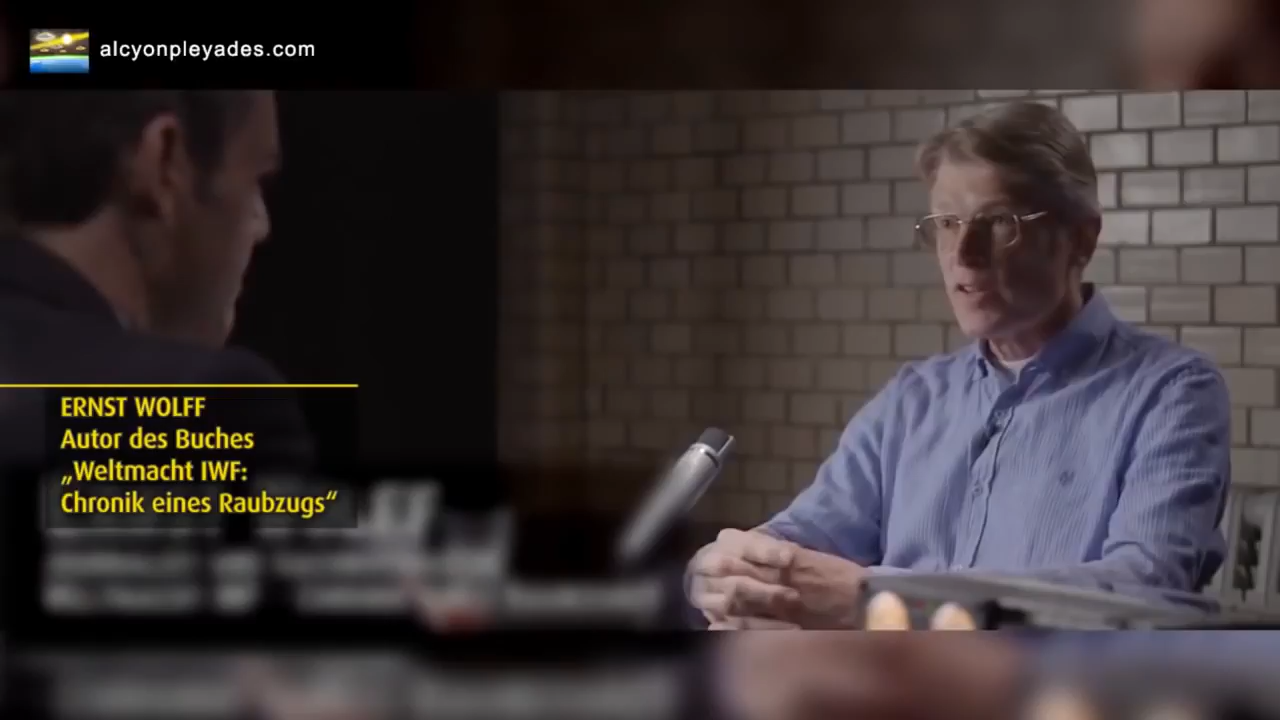 alcyonpleyades.com
ERNST WOLFF
Autor des Buches
„Weltmacht IWF:
Chronik eines Raubzugs“